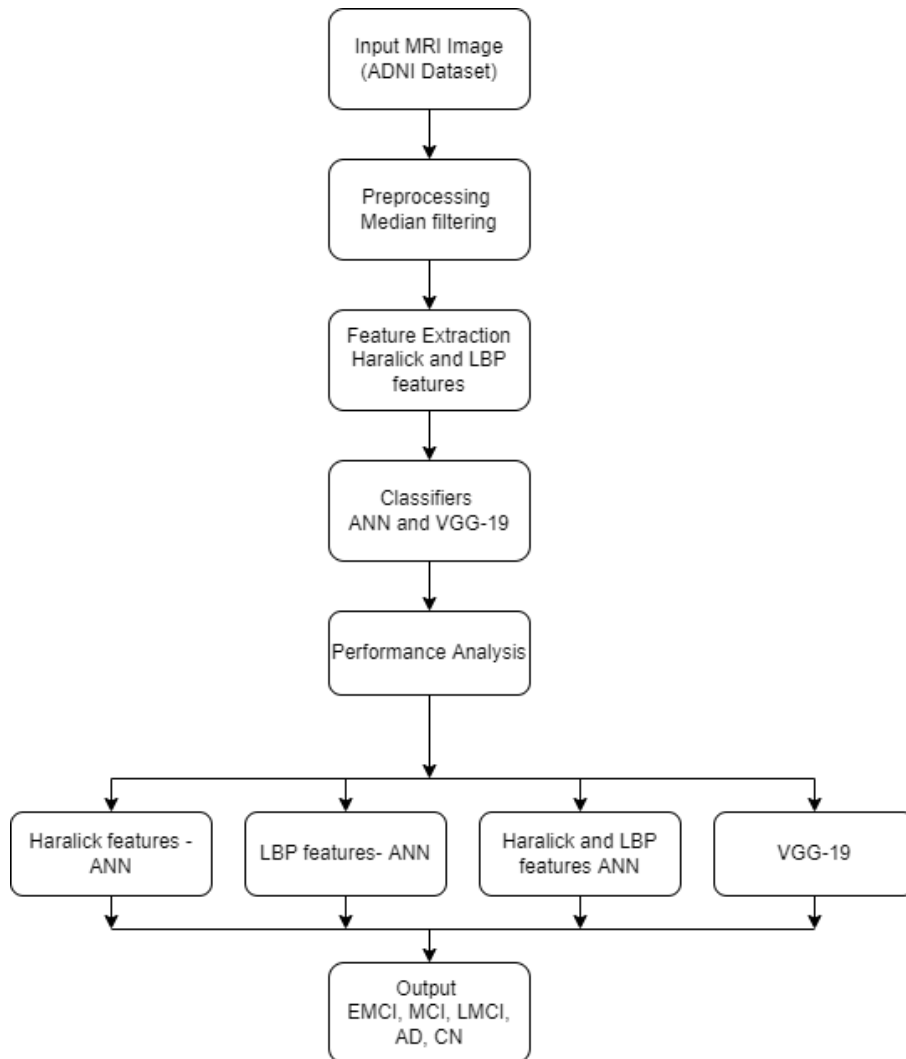 Input MRI Image
(ADNI Dataset)
Preprocessing
Median filtering
Feature Extraction
Haralick and LBP
features
Classifiers
ANN and VGG-19
Performance Analysis
Haralick features -
ANN
LBP features- ANN
Haralick and LBP
features ANN
VGG-19
Output
EMCI, MCI, LMCI,
AD, CN